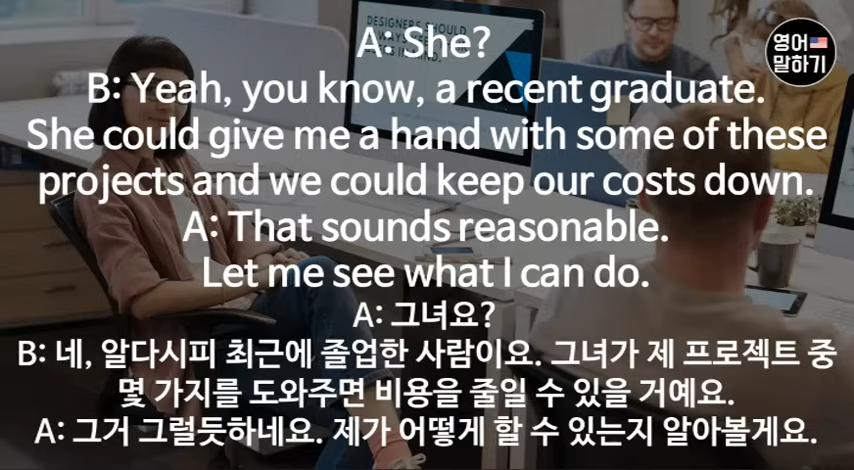 DESIGNERS SHOULD
영어
말하기
A: She?
B: Yeah, you know, a recent graduate.
She could give me a hand with some of these
projects and we could keep our costs down.
A: That sounds reasonable.
Let me see what I can do.
A: 그녀요?
B: 네, 알다시피 최근에 졸업한 사람이요. 그녀가 제 프로젝트 중
몇 가지를 도와주면 비용을 줄일 수 있을 거예요.
A: 그거 그럴듯하네요. 제가 어떻게 할 수 있는지 알아볼게요.